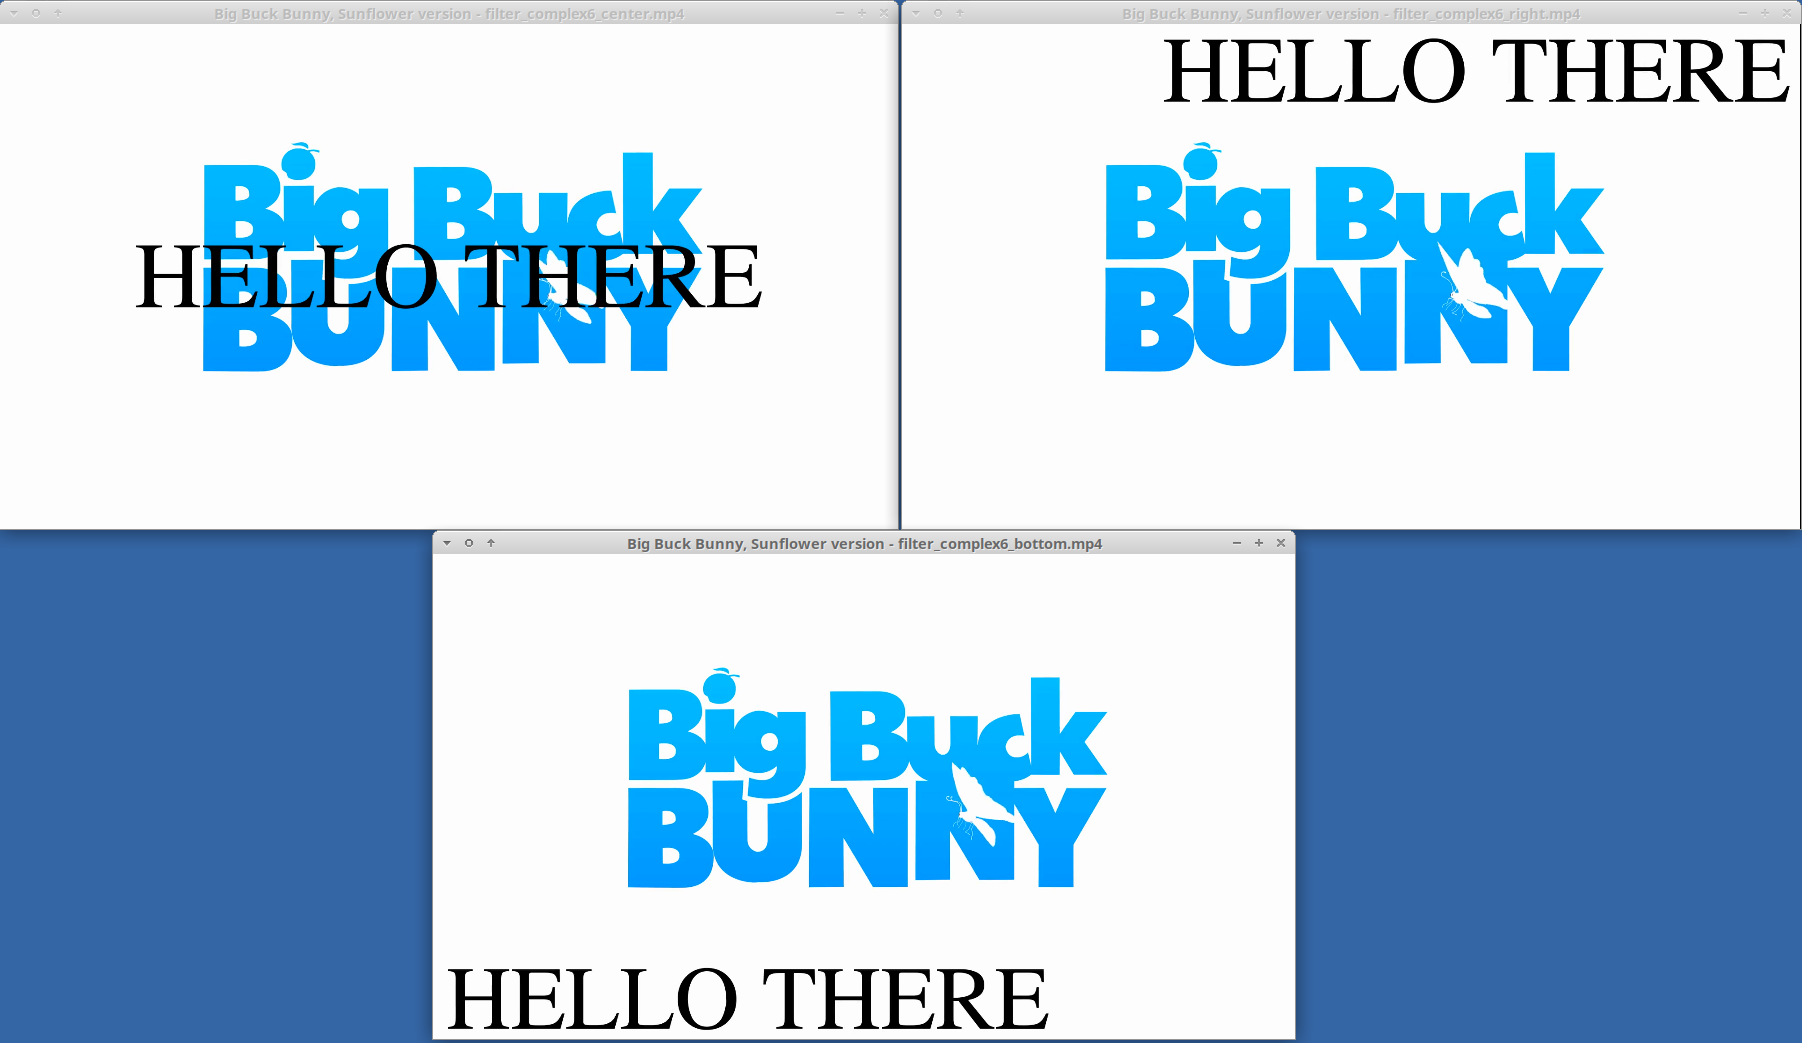 Big Buck Bunny, Sunflower version - filter_complex6_center.mp4
Big Buck
HELLO THERE
BUNNY
Big Buck Bunny, Sunflower version - filter_complex6_right.mp4
HELLO THERE
Big Buck
BUNNY
Big Buck Bunny, Sunflower version - filter_complex6_bottom.mp4
Big Buck
BUNNY
HELLO THERE